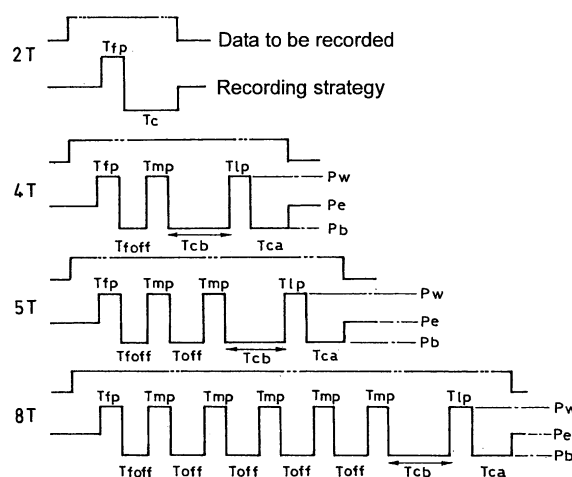 2T
Data to be recorded
Tfp
Recording strategy
Tc
4T
Tfp Tmp Tlp Pw
Pe
Pb
Tfoff Tcb Tca
5T
Tfp Tmp Tmp Tlp Pw
Pe
Pb
Tfoff Toff Tcb Tca
8T
Tfp Tmp Tmp Tmp Tmp Tmp Tlp Pw
Pe
Pb
Tfoff Toff Toff Toff Toff Tcb Tca